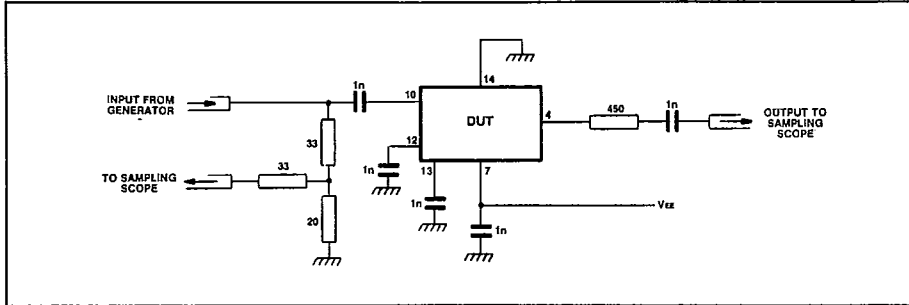 14
1n
INPUT FROM
GENERATOR
10
4
450
1n
OUTPUT TO
SAMPLING
SCOPE
DUT
33
12
1n
13
7
TO SAMPLING
SCOPE
33
1n
VEE
20
1n